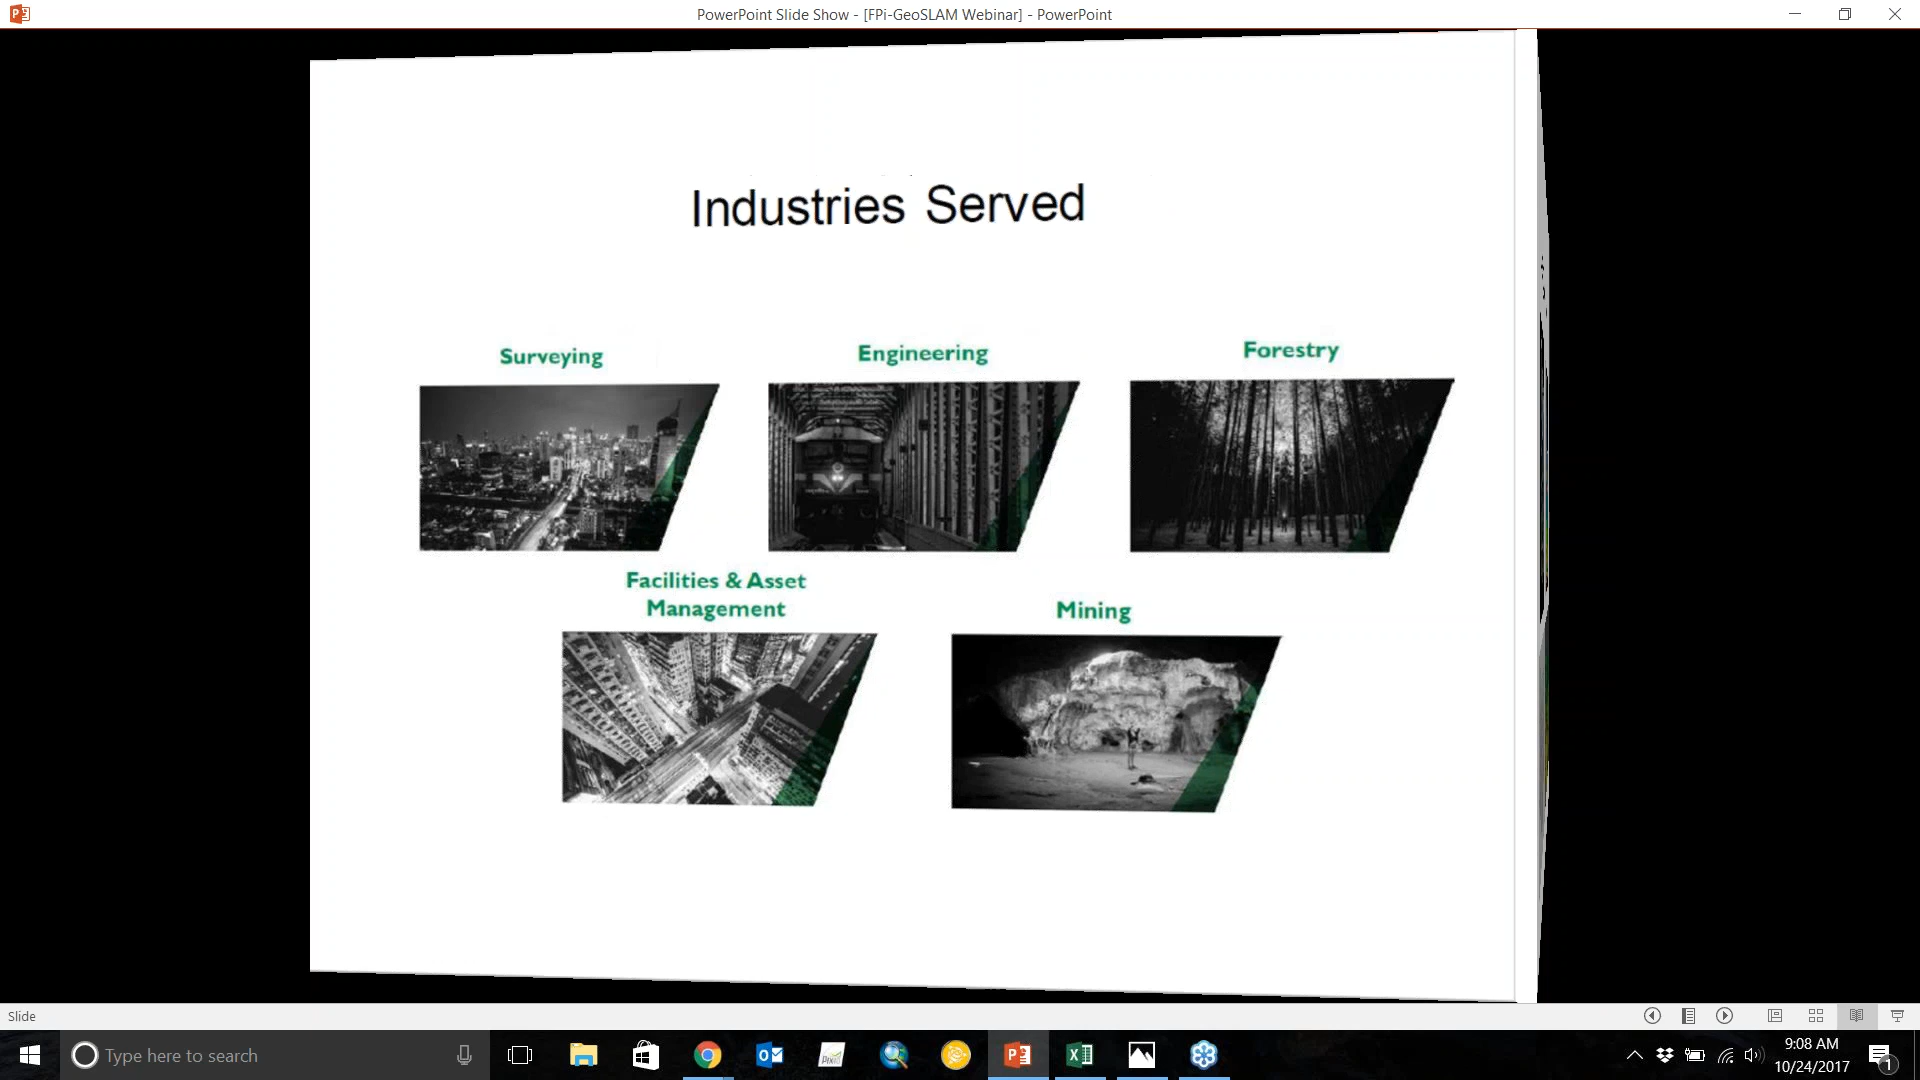 PowerPoint Slide Show - [FPi-GeoSLAM Webinar] - PowerPoint
Industries Served
Surveying
Engineering
Forestry
Facilities & Asset
Management
Mining
Slide
Type here to search
9:08 AM
10/24/2017
1